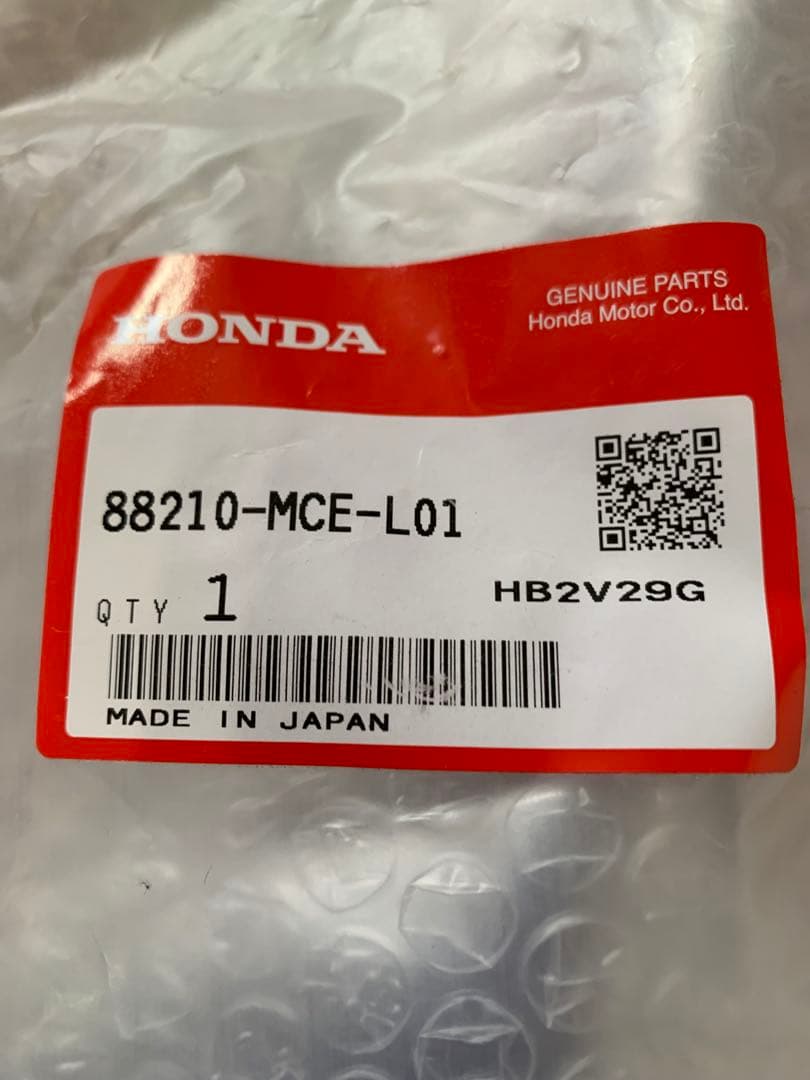 HONDA
GENUINE PARTS
Honda Motor Co., Ltd.
88210-MCE-L01
QTY 1
HB2V29G
MADE IN JAPAN